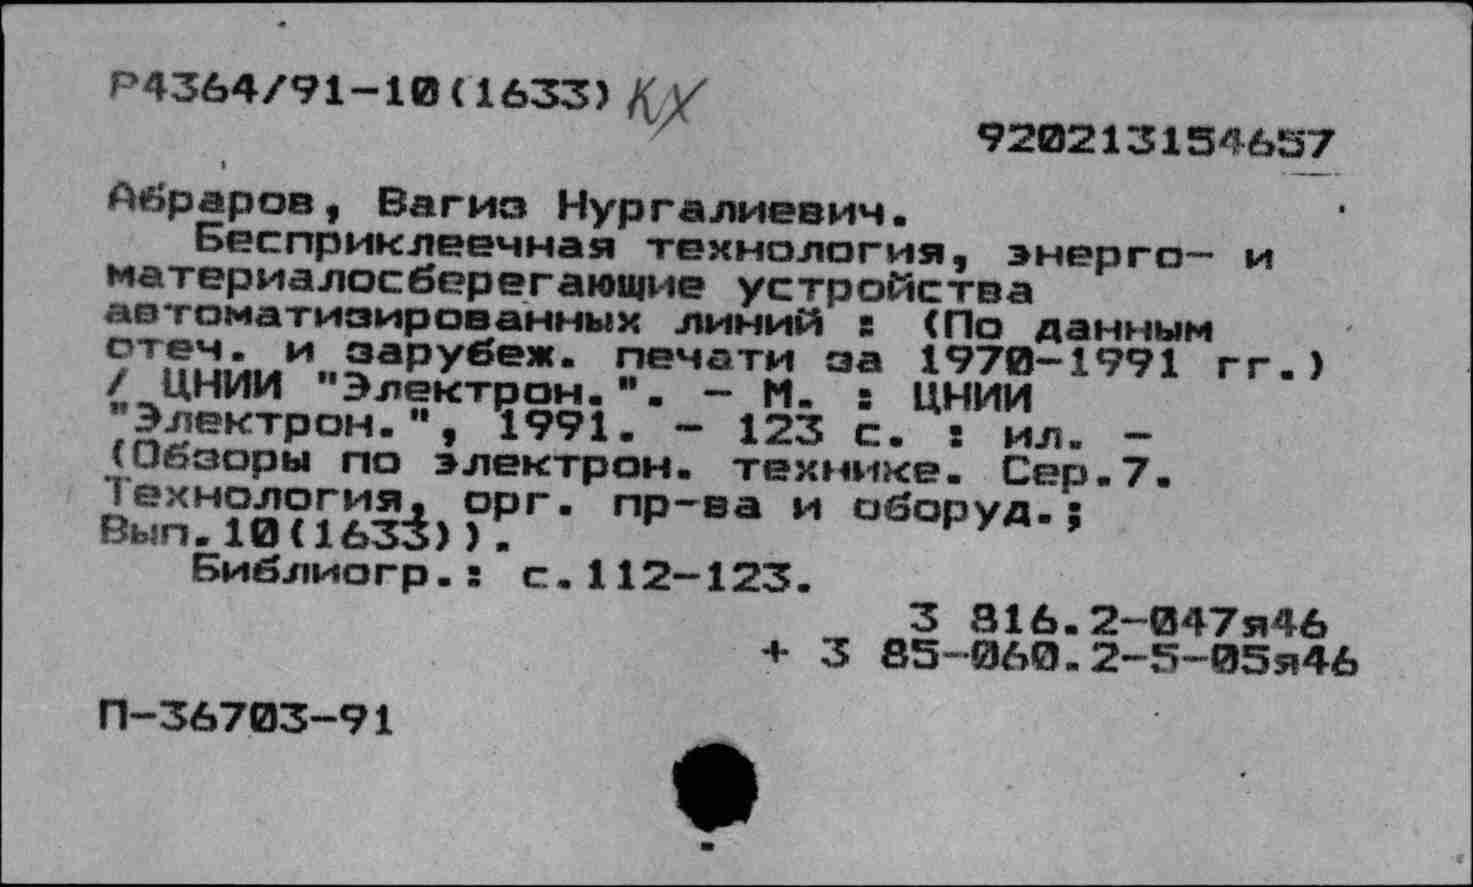 Р4364/91-10(1633) КХ
920213154657
Абраров, Вагиз Нургалиевич.
Бесприклеечная технология, энерго- и
материалосберегающие устройства
автоматизированных линий : (По данным
отеч. и зарубеж. печати за 1970-1991 гг.)
/ ЦНИИ "Электрон.". - М. : ЦНИИ
"Электрон.", 1991. - 123 с. : ил. -
(Обзоры по электрон. технике. Сер.7.
Технология, орг. пр-ва и оборуд.;
Вып.10(1633)).
Библиогр.: с.112-123.
З 816.2-047я46
+ З 85-060.2-5-05я46
П-36703-91